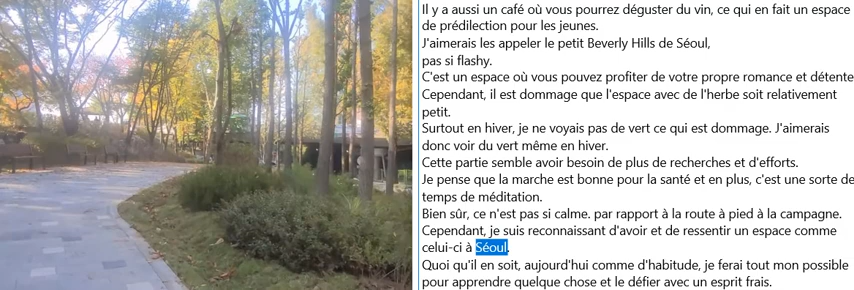 Il y a aussi un café où vous pourrez déguster du vin, ce qui en fait un espace
de prédilection pour les jeunes.
J'aimerais les appeler le petit Beverly Hills de Séoul,
pas si flashy.
C'est un espace où vous pouvez profiter de votre propre romance et détente
Cependant, il est dommage que l'espace avec de l'herbe soit relativement
petit.
Surtout en hiver, je ne voyais pas de vert ce qui est dommage. J'aimerais
donc voir du vert même en hiver.
Cette partie semble avoir besoin de plus de recherches et d'efforts.
Je pense que la marche est bonne pour la santé et en plus, c'est une sorte de
temps de méditation.
Bien sûr, ce n'est pas si calme. par rapport à la route à pied à la campagne.
Cependant, je suis reconnaissant d'avoir et de ressentir un espace comme
celui-ci à Séoul.
Quoi qu'il en soit, aujourd'hui comme d'habitude, je ferai tout mon possible
pour apprendre quelque chose et le défier avec un esprit frais.